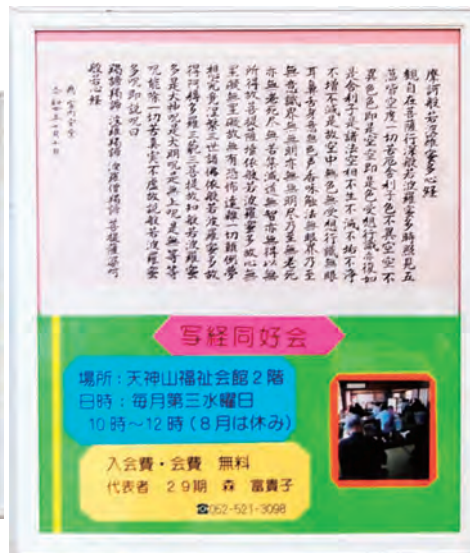 摩訶般若波羅蜜多心経
観自在菩薩行深般若波羅蜜多時照見五
蘊皆空度一切苦厄舎利子色不異空空不
異色色即是空空即是色受想行識亦復如
是舎利子是諸法空相不生不滅不垢不浄
不増不減是故空中無色無受想行識無眼
耳鼻舌身意無色声香味触法無眼界乃至
無意識界無無明亦無無明尽乃至無老死
亦無老死尽無苦集滅道無智亦無得以無
所得故菩提薩埵依般若波羅蜜多故心無
罣礙無罣礙故無有恐怖遠離一切顛倒夢
想究竟涅槃三世諸佛依般若波羅蜜多故
得阿耨多羅三藐三菩提故知般若波羅蜜
多是大神呪是大明呪是無上呪是無等等
呪能除一切苦真実不虚故説般若波羅蜜
多呪即説呪曰
羯諦羯諦 波羅羯諦 波羅僧羯諦 菩提薩婆訶
般若心経
写経同好会
場所:天神山福祉会館2階
日時:毎月第三水曜日
10時～12時(8月は休み)
入会費・会費 無料
代表者 29期 森 富貴子
☎052-521-3098